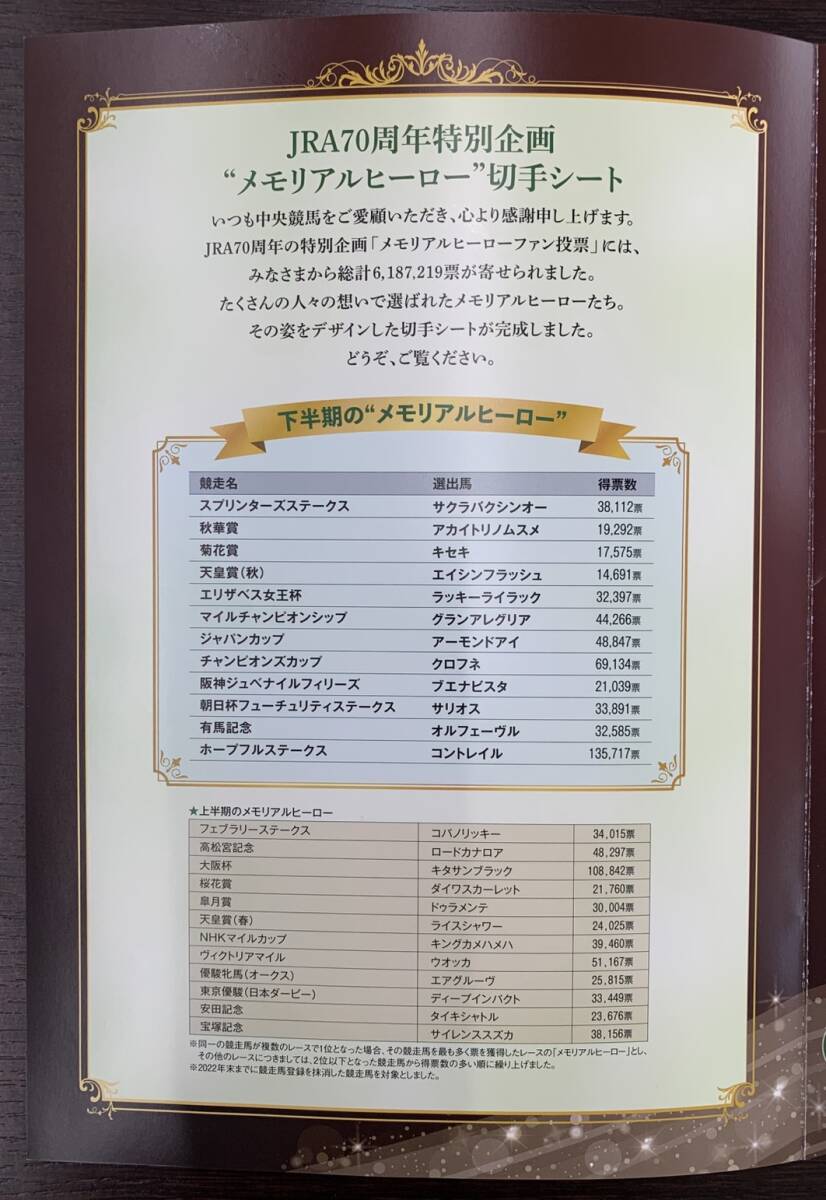 JRA70周年特別企画
“メモリアルヒーロー”切手シート
いつも中央競馬をご愛顧いただき、心より感謝申し上げます。
JRA70周年の特別企画「メモリアルヒーローファン投票」には、
みなさまから総計6,187,219票が寄せられました。
たくさんの人々の想いで選ばれたメモリアルヒーローたち。
その姿をデザインした切手シートが完成しました。
どうぞ、ご覧ください。
下半期の“メモリアルヒーロー”
競走名 選出馬 得票数
スプリンターズステークス サクラバクシンオー 38,112票
秋華賞 アカイトリノムスメ 19,292票
菊花賞 キセキ 17,575票
天皇賞(秋) エイシンフラッシュ 14,691票
エリザベス女王杯 ラッキーライラック 32,397票
マイルチャンピオンシップ グランアレグリア 44,266票
ジャパンカップ アーモンドアイ 48,847票
チャンピオンズカップ クロフネ 69,134票
阪神ジュベナイルフィリーズ ブエナビスタ 21,039票
朝日杯フューチュリティステークス サリオス 33,891票
有馬記念 オルフェーヴル 32,585票
ホープフルステークス コントレイル 135,717票
★上半期のメモリアルヒーロー
フェブラリーステークス コパノリッキー 34,015票
高松宮記念 ロードカナロア 48,297票
大阪杯 キタサンブラック 108,842票
桜花賞 ダイワスカーレット 21,760票
皐月賞 ドゥラメンテ 30,004票
天皇賞(春) ライスシャワー 24,025票
NHKマイルカップ キングカメハメハ 39,460票
ヴィクトリアマイル ウオッカ 51,167票
優駿牝馬(オークス) エアグルーヴ 25,815票
東京優駿(日本ダービー) ディープインパクト 33,449票
安田記念 タイキシャトル 23,676票
宝塚記念 サイレンススズカ 38,156票
※同一の競走馬が複数のレースで1位となった場合、その競走馬を最も多く票を獲得したレースの「メモリアルヒーロー」とし、
その他のレースにつきましては、2位以下となった競走馬から得票数の多い順に繰り上げました。
※2022年末までに競走馬登録を抹消した競走馬を対象としました。